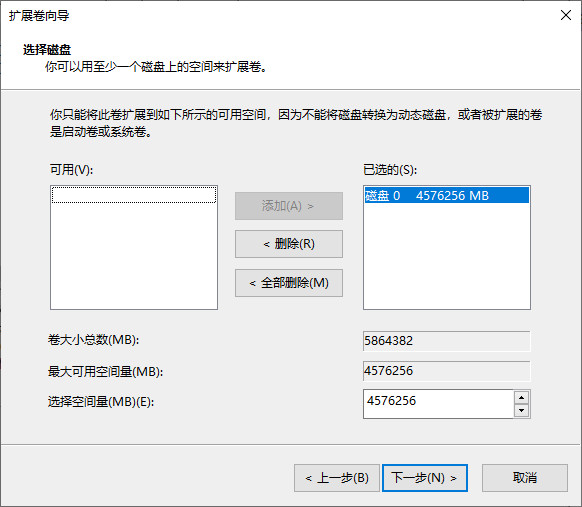 扩展卷向导
选择磁盘
你可以用至少一个磁盘上的空间来扩展卷。
你只能将此卷扩展到如下所示的可用空间，因为不能将磁盘转换为动态磁盘，或者被扩展的卷
是启动卷或系统卷。
可用(V):
已选的(S):
磁盘 0 4576256 MB
添加(A) >
< 删除(R)
< 全部删除(M)
卷大小总数(MB):
5864382
最大可用空间量(MB):
4576256
选择空间量(MB)(E):
4576256
< 上一步(B)
下一步(N) >
取消